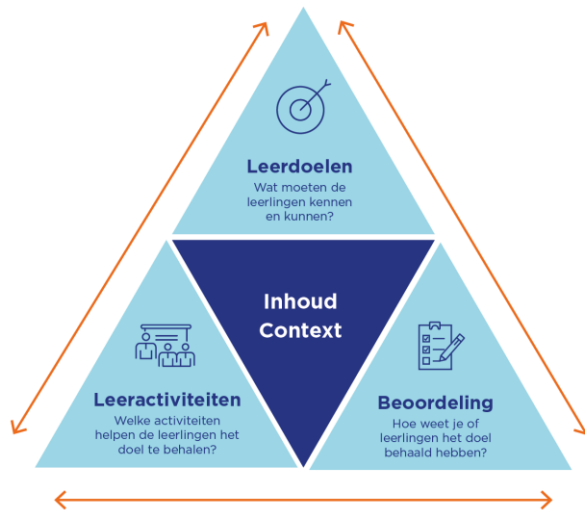 Leerdoelen
Wat moeten de
leerlingen kennen
en kunnen?
Inhoud
Context
Leeractiviteiten
Welke activiteiten
helpen de leerlingen het
doel te behalen?
Beoordeling
Hoe weet je of
leerlingen het doel
behaald hebben?